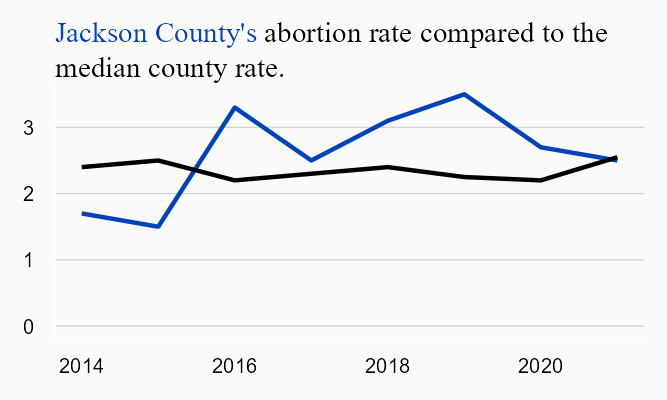 Jackson County's abortion rate compared to the
median county rate.
3
2
1
0
2014 2016 2018 2020